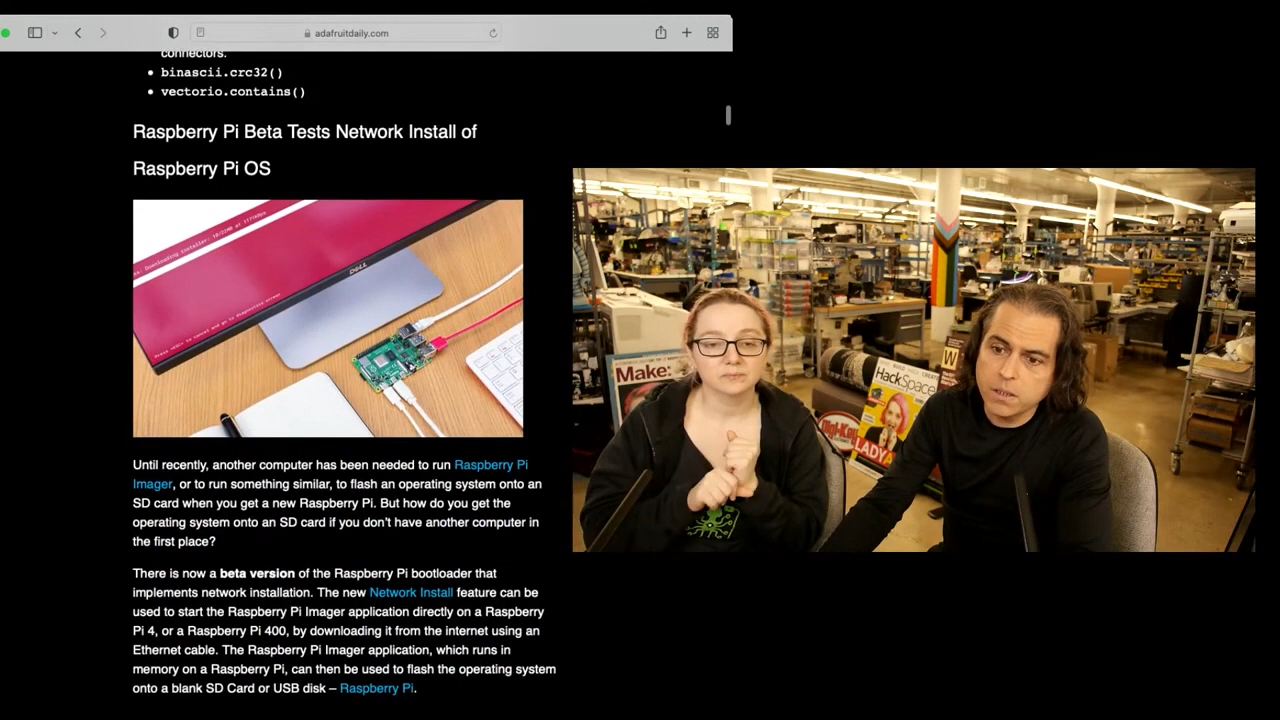 adafruitdaily.com
connectors.
• binascii.crc32()
• vectorio.contains()
Raspberry Pi Beta Tests Network Install of
Raspberry Pi OS
DELL
Until recently, another computer has been needed to run Raspberry Pi
Imager, or to run something similar, to flash an operating system onto an
SD card when you get a new Raspberry Pi. But how do you get the
operating system onto an SD card if you don't have another computer in
the first place?
There is now a beta version of the Raspberry Pi bootloader that
implements network installation. The new Network Install feature can be
used to start the Raspberry Pi Imager application directly on a Raspberry
Pi 4, or a Raspberry Pi 400, by downloading it from the internet using an
Ethernet cable. The Raspberry Pi Imager application, which runs in
memory on a Raspberry Pi, can then be used to flash the operating system
onto a blank SD Card or USB disk – Raspberry Pi.
Make:
HackSpace
Digi-Key
LADY A
W